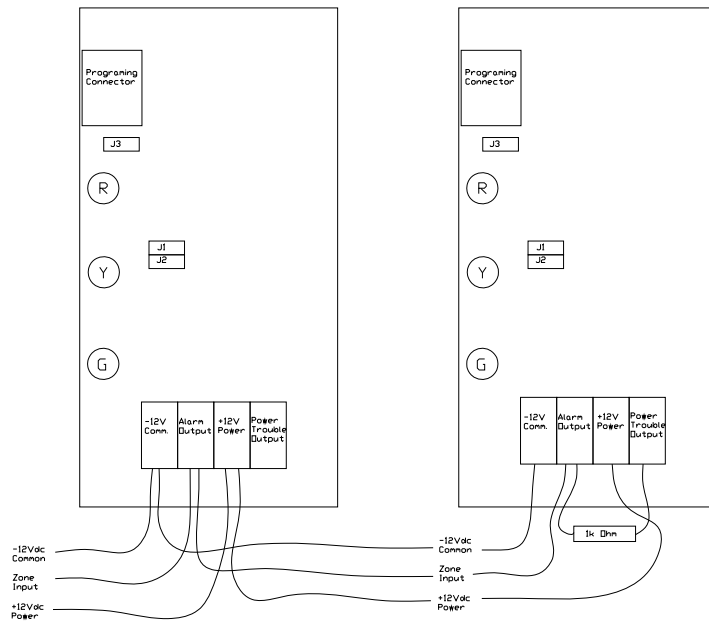 Programing
Connector
J3
R
J1
J2
Y
G
-12V
Comm.
Alarm
Output
+12V
Power
Power
Trouble
Output
-12Vdc
Common
Zone
Input
+12Vdc
Power
Programing
Connector
J3
R
J1
J2
Y
G
-12V
Comm.
Alarm
Output
+12V
Power
Power
Trouble
Output
1k Ohm
-12Vdc
Common
Zone
Input
+12Vdc
Power